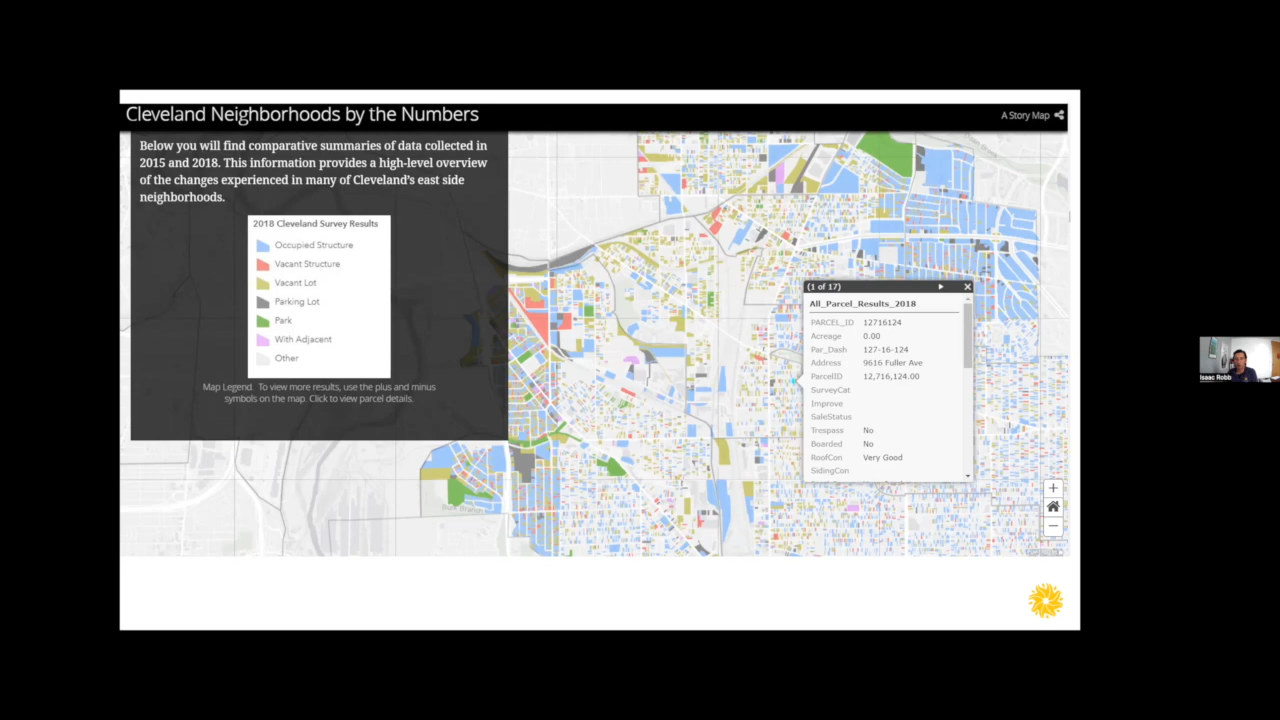 Cleveland Neighborhoods by the Numbers
A Story Map
Below you will find comparative summaries of data collected in
2015 and 2018. This information provides a high-level overview
of the changes experienced in many of Cleveland's east side
neighborhoods.
2018 Cleveland Survey Results
Occupied Structure
Vacant Structure
Vacant Lot
Parking Lot
Park
With Adjacent
Other
Map Legend. To view more results, use the plus and minus
symbols on the map. Click to view parcel details.
(1 of 17)
All_Parcel_Results_2018
PARCEL_ID 12716124
Acreage 0.00
Par_Dash 127-16-124
Address 9616 Fuller Ave
ParcelID 12,716,124.00
SurveyCat
Improve
SaleStatus
Trespass No
Boarded No
RoofCon Very Good
SidingCon
Isaac Robb